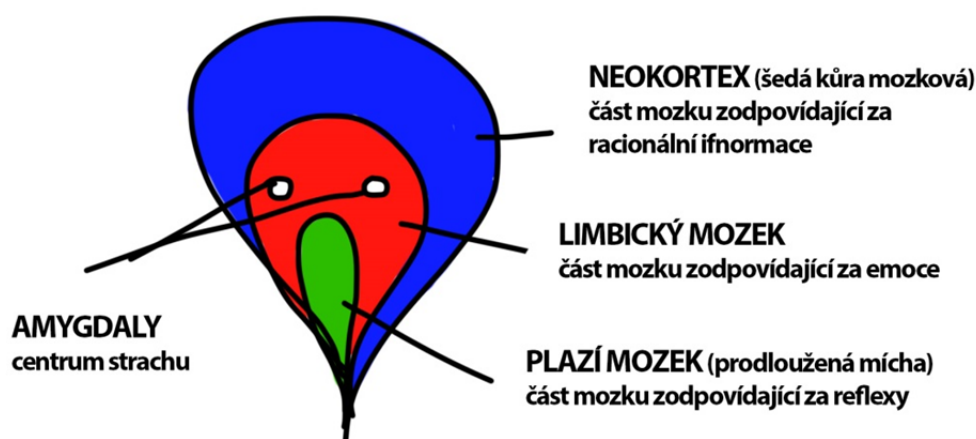 NEOKORTEX (šedá kůra mozková)
část mozku zodpovídající za
racionální ifnormace
LIMBICKÝ MOZEK
část mozku zodpovídající za emoce
AMYGDALY
centrum strachu
PLAZÍ MOZEK (prodloužená mícha)
část mozku zodpovídající za reflexy